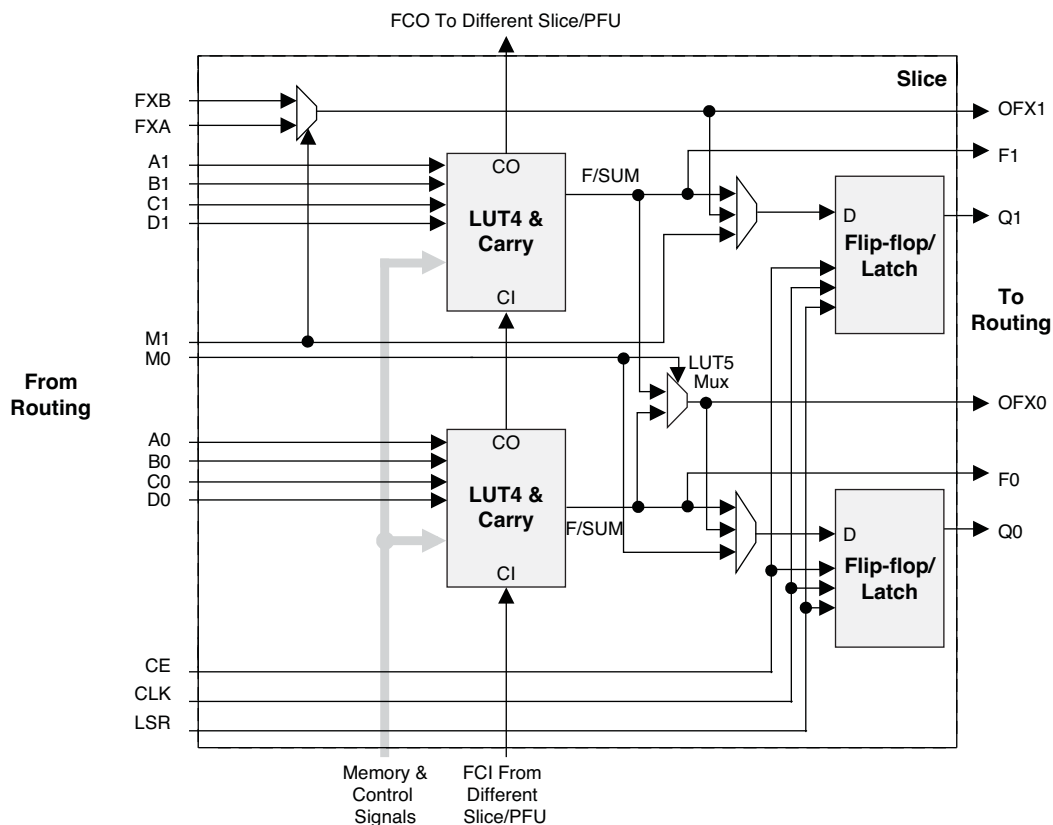 FCO To Different Slice/PFU
Slice
FXB
FXA
OFX1
F1
A1
B1
C1
D1
CO
LUT4 &
Carry
CI
F/SUM
D
Flip-flop/
Latch
Q1
To
Routing
M1
M0
From
Routing
LUT5
Mux
OFX0
A0
B0
C0
D0
CO
LUT4 &
Carry
CI
F/SUM
F0
D
Flip-flop/
Latch
Q0
CE
CLK
LSR
Memory &
Control
Signals
FCI From
Different
Slice/PFU